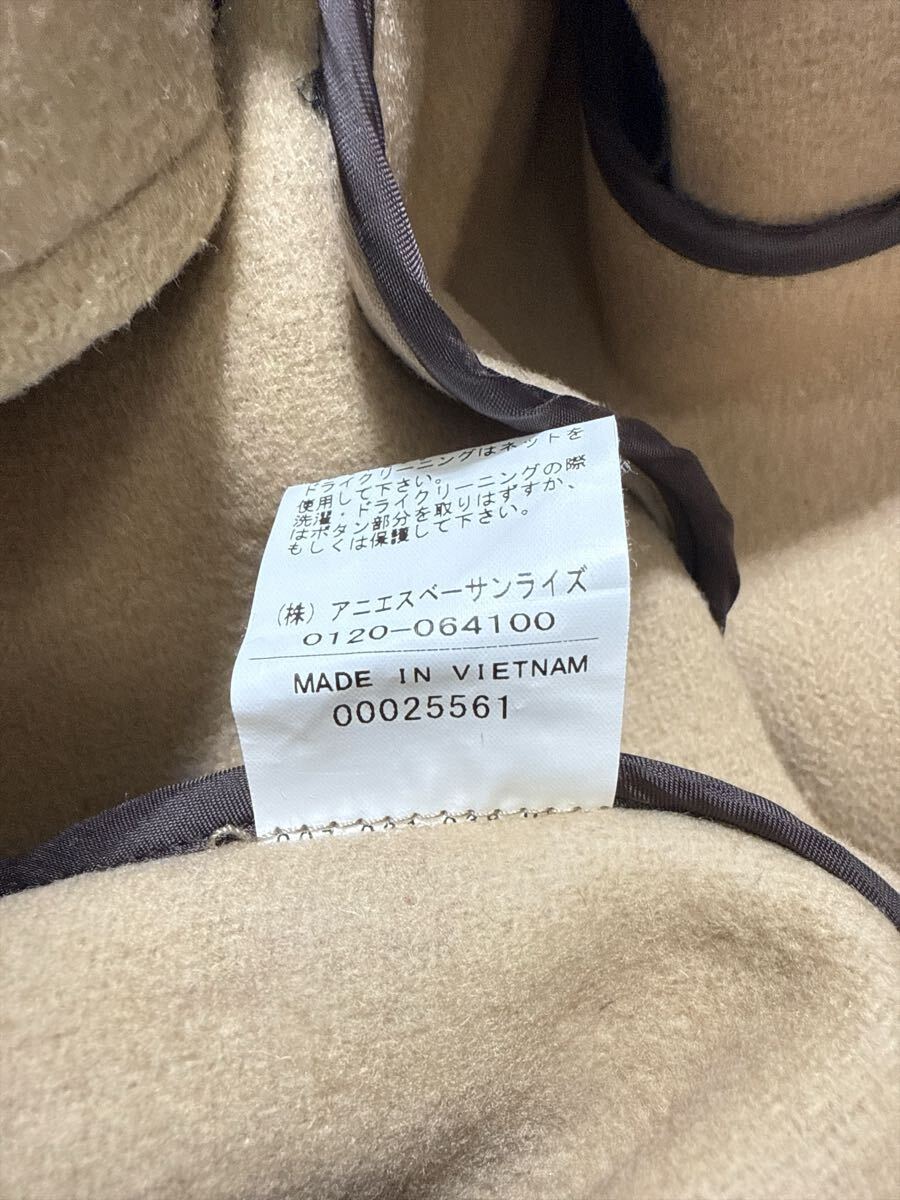 ドライクリーニングはネットを
使用して下さい。
洗濯・ドライクリーニングの際
はボタン部分を取りはずすか、
もしくは保護して下さい。
(株) アニエスベーサンライズ
0120-064100
MADE IN VIETNAM
00025561